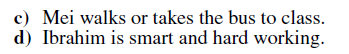 c) Mei walks or takes the bus to class.
d) Ibrahim is smart and hard working.